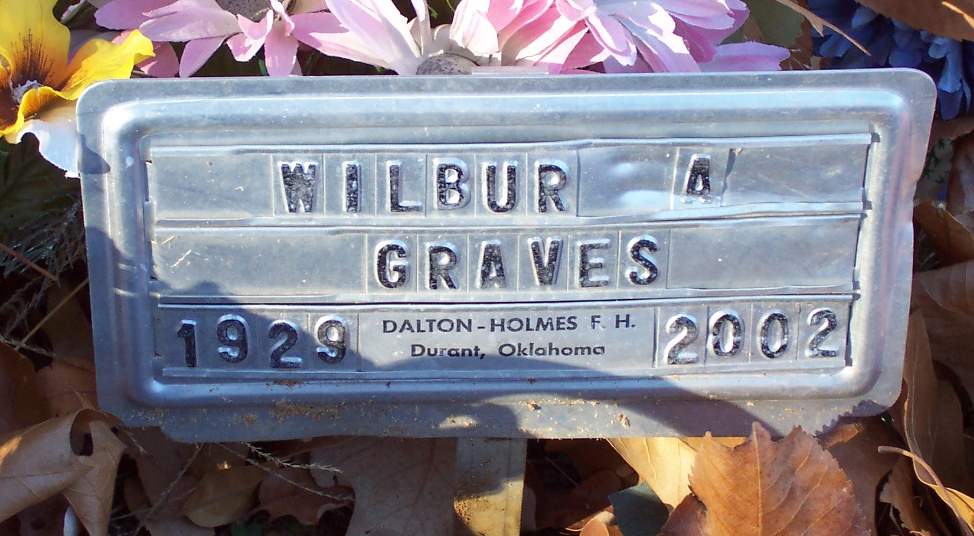 WILBUR A
GRAVES
1929 DALTON-HOLMES F. H. 2002
Durant, Oklahoma